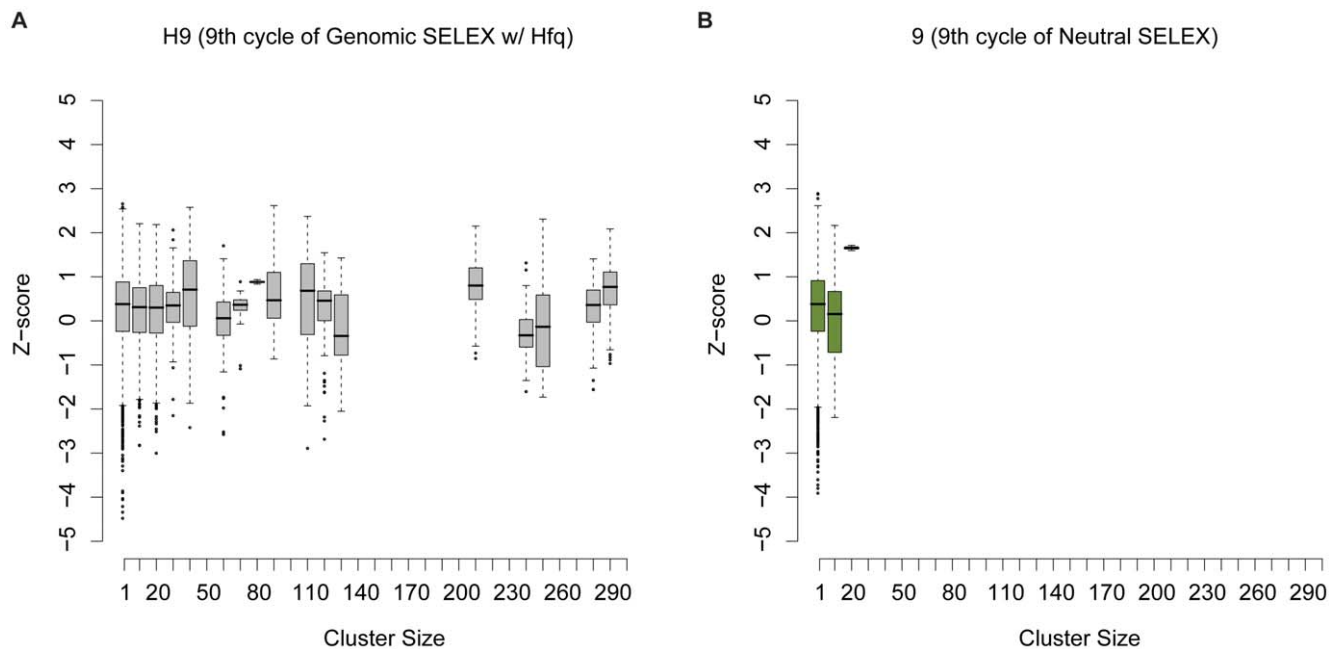 A
H9 (9th cycle of Genomic SELEX w/ Hfq)
Z−score
5
4
3
2
1
0
−1
−2
−3
−4
−5
1 20 50 80 110 140 170 200 230 260 290
Cluster Size
B
9 (9th cycle of Neutral SELEX)
Z−score
5
4
3
2
1
0
−1
−2
−3
−4
−5
1 20 50 80 110 140 170 200 230 260 290
Cluster Size